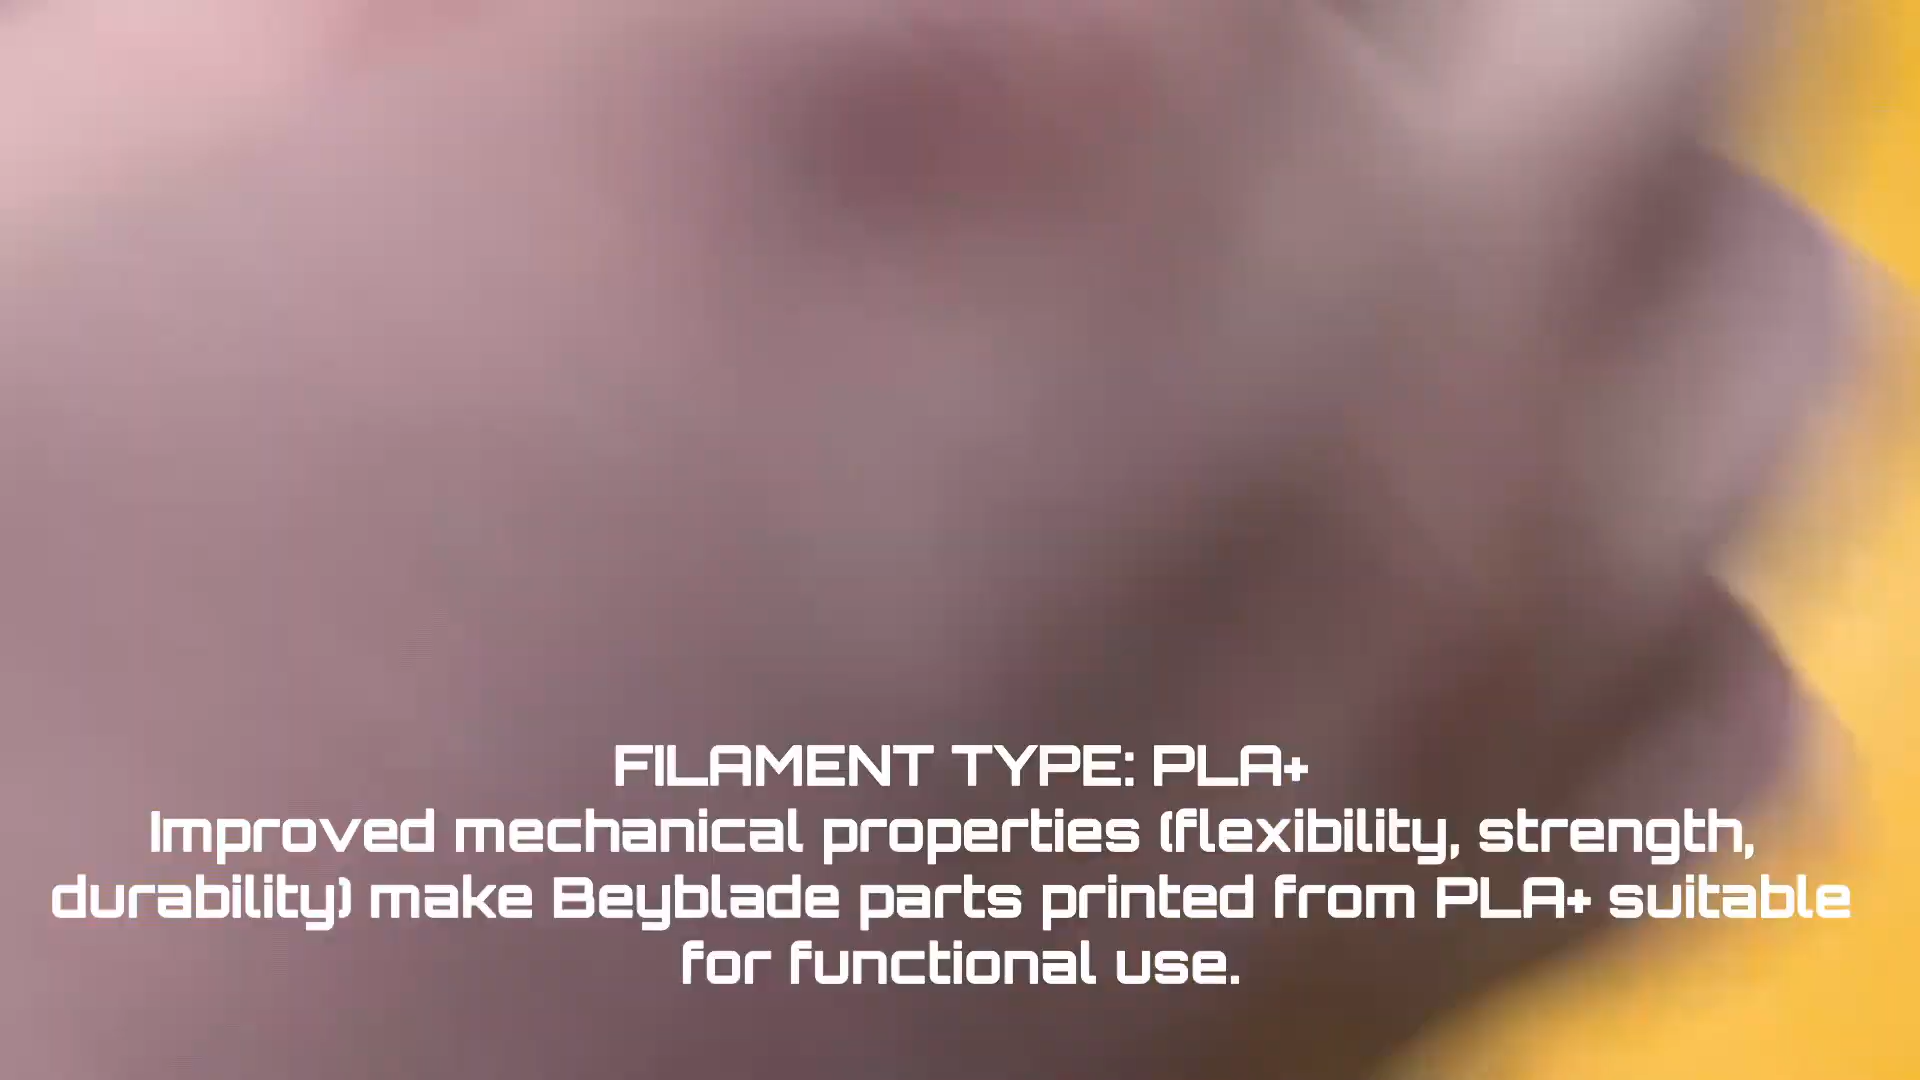 FILAMENT TYPE: PLA+
Improved mechanical properties (flexibility, strength,
durability) make Beyblade parts printed from PLA+ suitable
for functional use.